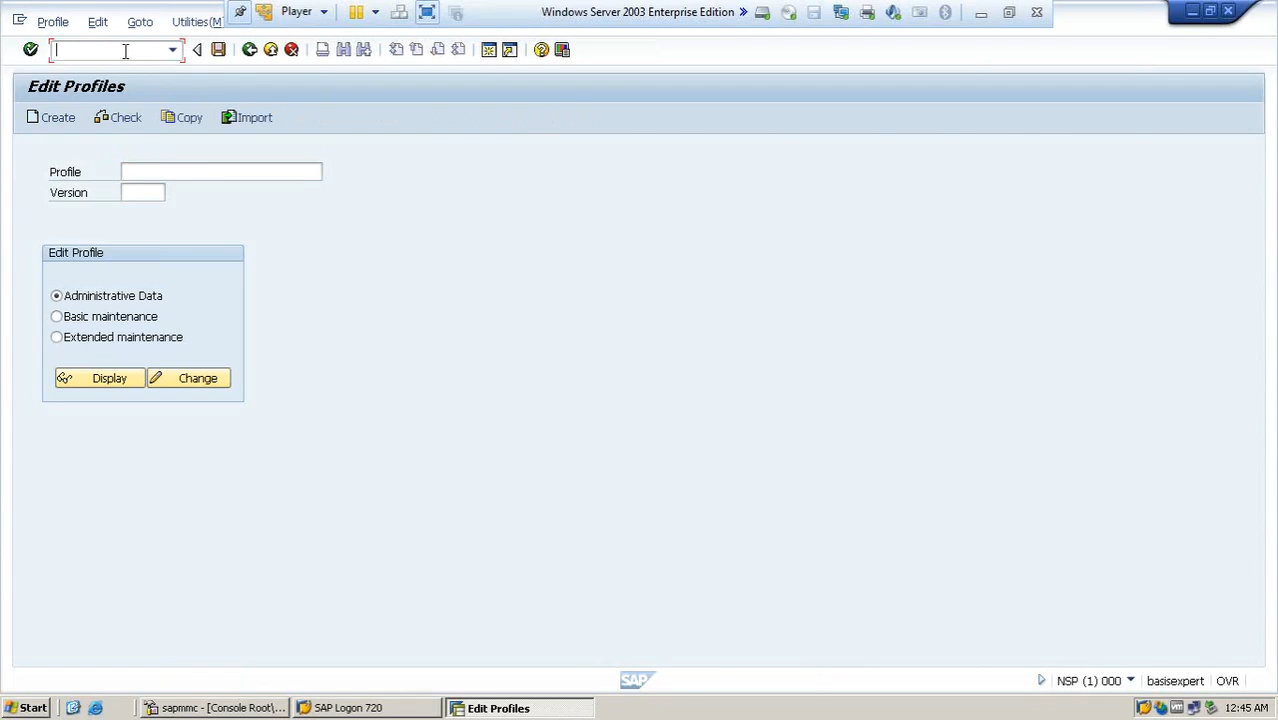 Profile Edit Goto Utilities(M
Player
Windows Server 2003 Enterprise Edition
Edit Profiles
Create Check Copy Import
Profile
Version
Edit Profile
Administrative Data
Basic maintenance
Extended maintenance
Display Change
SAP
NSP (1) 000 basisexpert OVR
Start sapmmc - [Console Root\... SAP Logon 720 Edit Profiles 12:45 AM